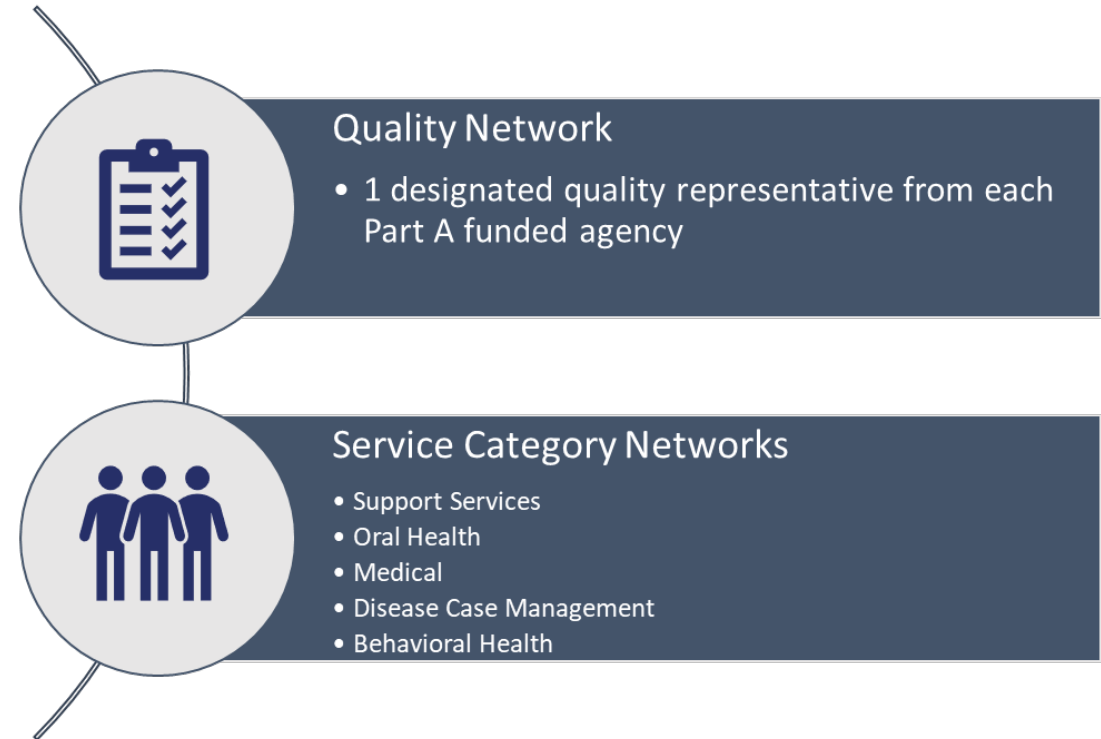 Quality Network
• 1 designated quality representative from each
Part A funded agency
Service Category Networks
• Support Services
• Oral Health
• Medical
• Disease Case Management
• Behavioral Health